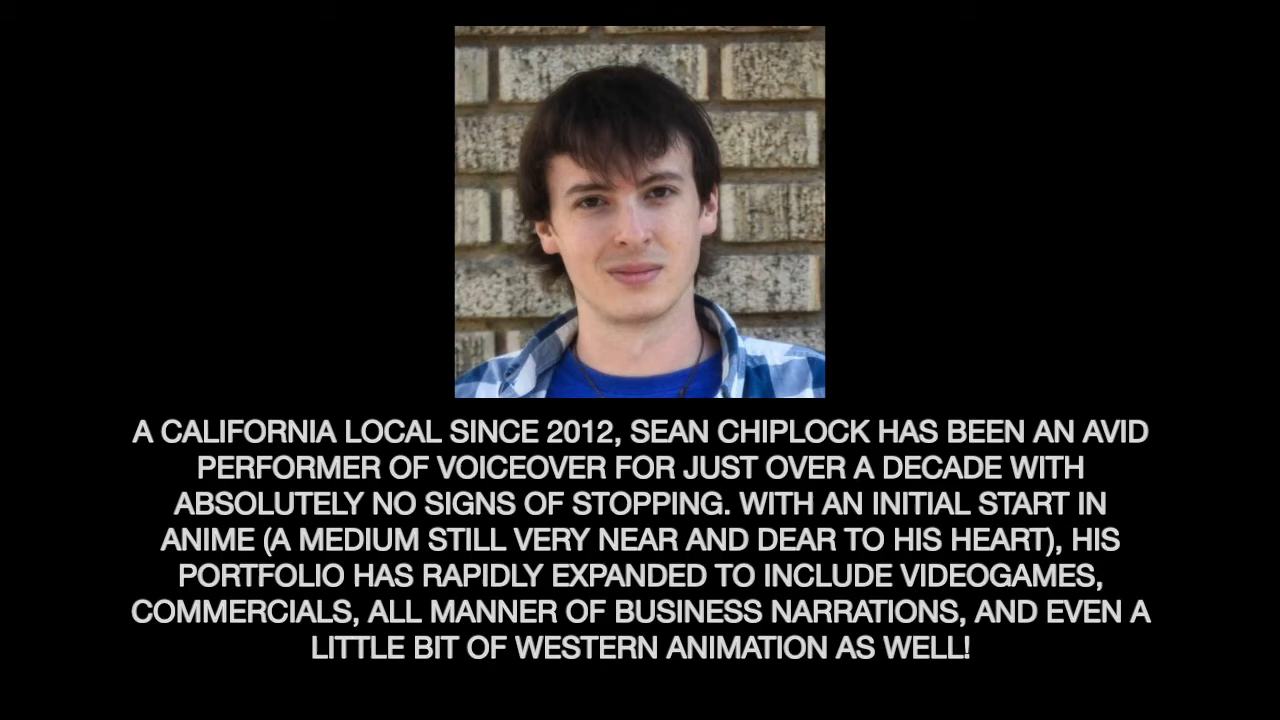 A CALIFORNIA LOCAL SINCE 2012, SEAN CHIPLOCK HAS BEEN AN AVID
PERFORMER OF VOICEOVER FOR JUST OVER A DECADE WITH
ABSOLUTELY NO SIGNS OF STOPPING. WITH AN INITIAL START IN
ANIME (A MEDIUM STILL VERY NEAR AND DEAR TO HIS HEART), HIS
PORTFOLIO HAS RAPIDLY EXPANDED TO INCLUDE VIDEOGAMES,
COMMERCIALS, ALL MANNER OF BUSINESS NARRATIONS, AND EVEN A
LITTLE BIT OF WESTERN ANIMATION AS WELL!